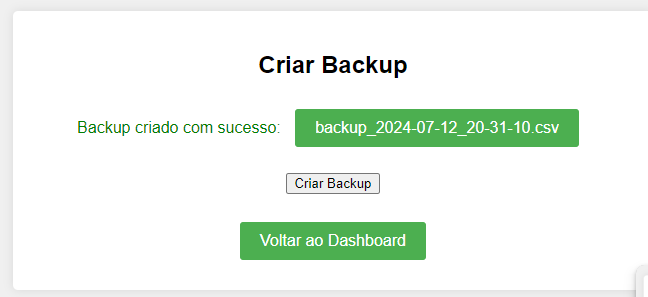 Criar Backup
Backup criado com sucesso: backup_2024-07-12_20-31-10.csv
Criar Backup
Voltar ao Dashboard